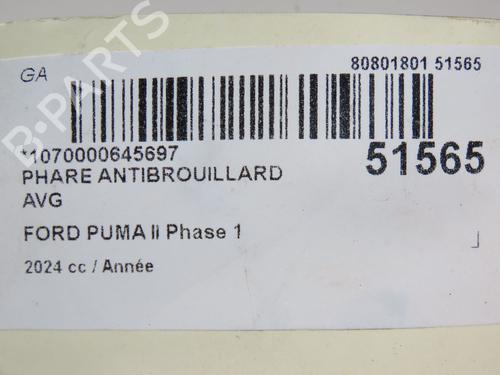 GA
80801801 51565
*1070000645697
51565
PHARE ANTIBROUILLARD
AVG
FORD PUMA II Phase 1
2024 cc / Année
B-PARTS